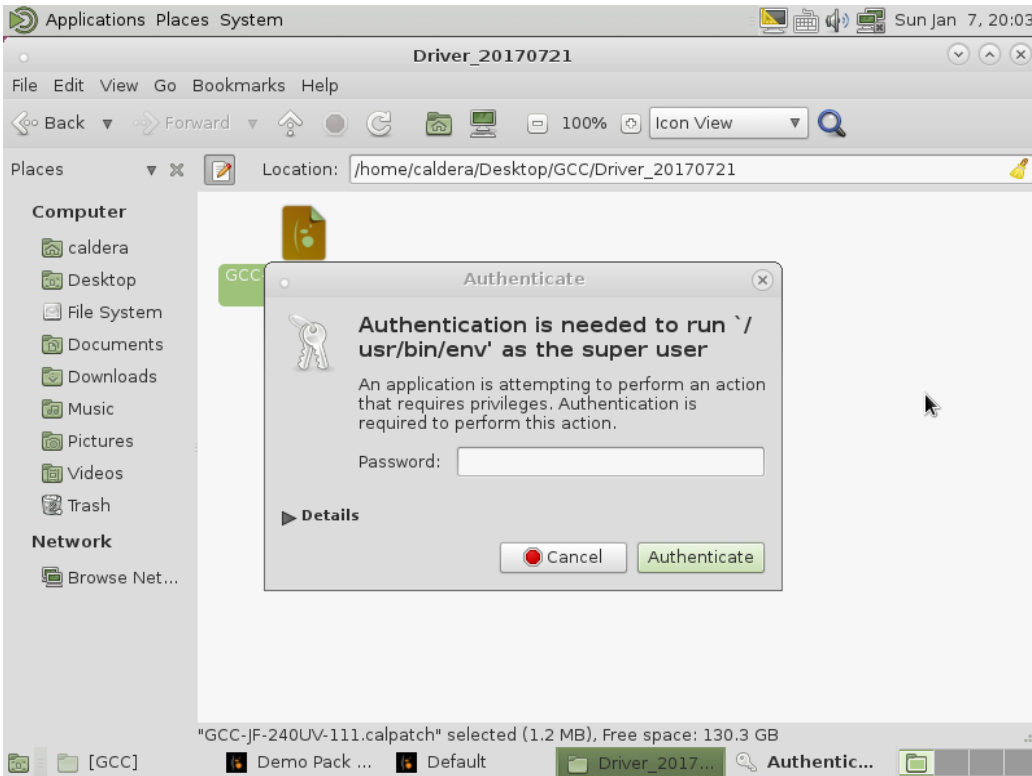 Applications Places System
Sun Jan 7, 20:03
Driver_20170721
File Edit View Go Bookmarks Help
Back Forward 100% Icon View
Places Location: /home/caldera/Desktop/GCC/Driver_20170721
Computer
caldera
Desktop
File System
Documents
Downloads
Music
Pictures
Videos
Trash
Network
Browse Net...
GCC-
Authenticate
Authentication is needed to run `/
usr/bin/env' as the super user
An application is attempting to perform an action
that requires privileges. Authentication is
required to perform this action.
Password:
Details
Cancel Authenticate
"GCC-JF-240UV-111.calpatch" selected (1.2 MB), Free space: 130.3 GB
[GCC] Demo Pack ... Default Driver_2017... Authentic...